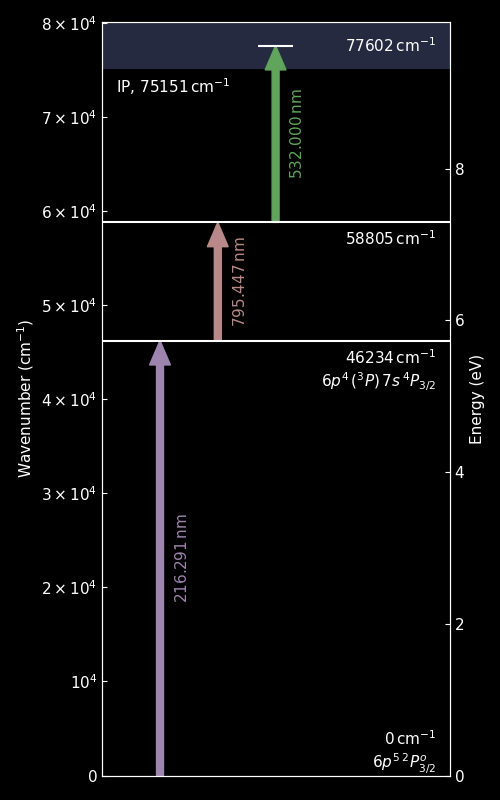 8 × 10⁴
77602 cm⁻¹
IP, 75151 cm⁻¹
7 × 10⁴
532.000 nm
8
6 × 10⁴
58805 cm⁻¹
795.447 nm
5 × 10⁴
6
46234 cm⁻¹
6p⁴(³P)7s ⁴P₃/₂
Wavenumber (cm⁻¹)
Energy (eV)
4 × 10⁴
4
3 × 10⁴
216.291 nm
2 × 10⁴
2
10⁴
0 cm⁻¹
6p⁵ ²Pᵒ₃/₂
0
0